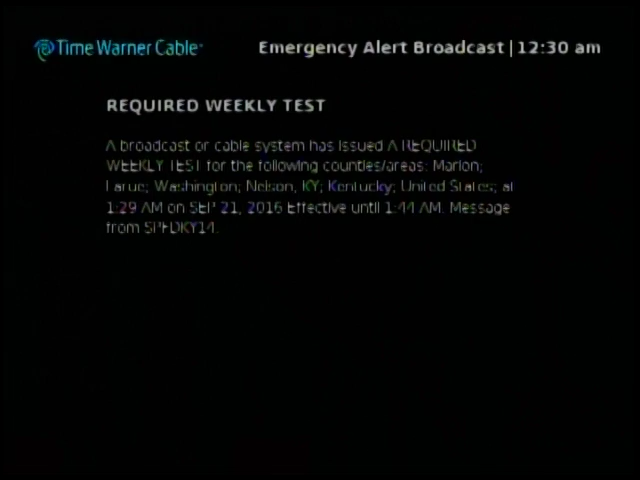 Time Warner Cable
Emergency Alert Broadcast | 12:30 am
REQUIRED WEEKLY TEST
A broadcast or cable system has issued A REQUIRED
WEEKLY TEST for the following counties/areas: Marion;
Larue; Washington; Nelson, KY; Kentucky; United States; at
1:29 AM on SEP 21, 2016 Effective until 1:44 AM. Message
from SPFDKY14.